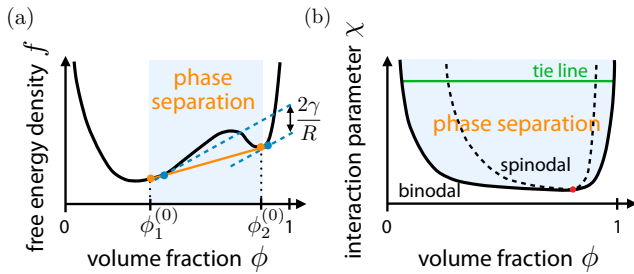 (a)
free energy density f
phase
separation
2γ
R
0
ϕ₁⁽⁰⁾
ϕ₂⁽⁰⁾
1
volume fraction ϕ
(b)
interaction parameter χ
tie line
phase separation
spinodal
binodal
0
1
volume fraction ϕ